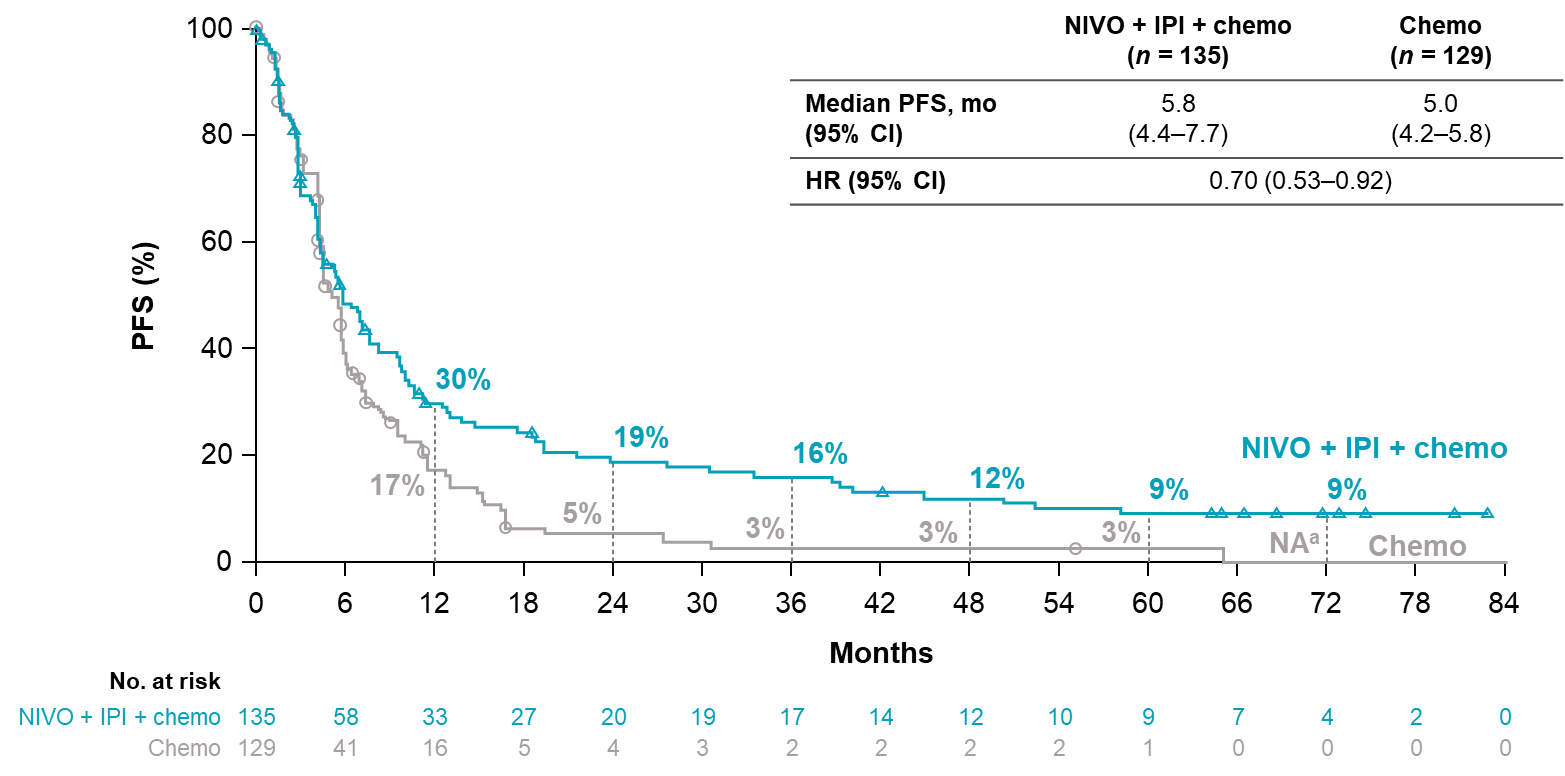 NIVO + IPI + chemo Chemo
(n = 135) (n = 129)
Median PFS, mo 5.8 5.0
(95% CI) (4.4–7.7) (4.2–5.8)
HR (95% CI) 0.70 (0.53–0.92)
PFS (%)
100
80
60
40
20
0
30%
19%
16%
12%
9%
9%
NIVO + IPI + chemo
17%
5%
3%
3%
3%
NAª
Chemo
0 6 12 18 24 30 36 42 48 54 60 66 72 78 84
Months
No. at risk
NIVO + IPI + chemo 135 58 33 27 20 19 17 14 12 10 9 7 4 2 0
Chemo 129 41 16 5 4 3 2 2 2 2 1 0 0 0 0